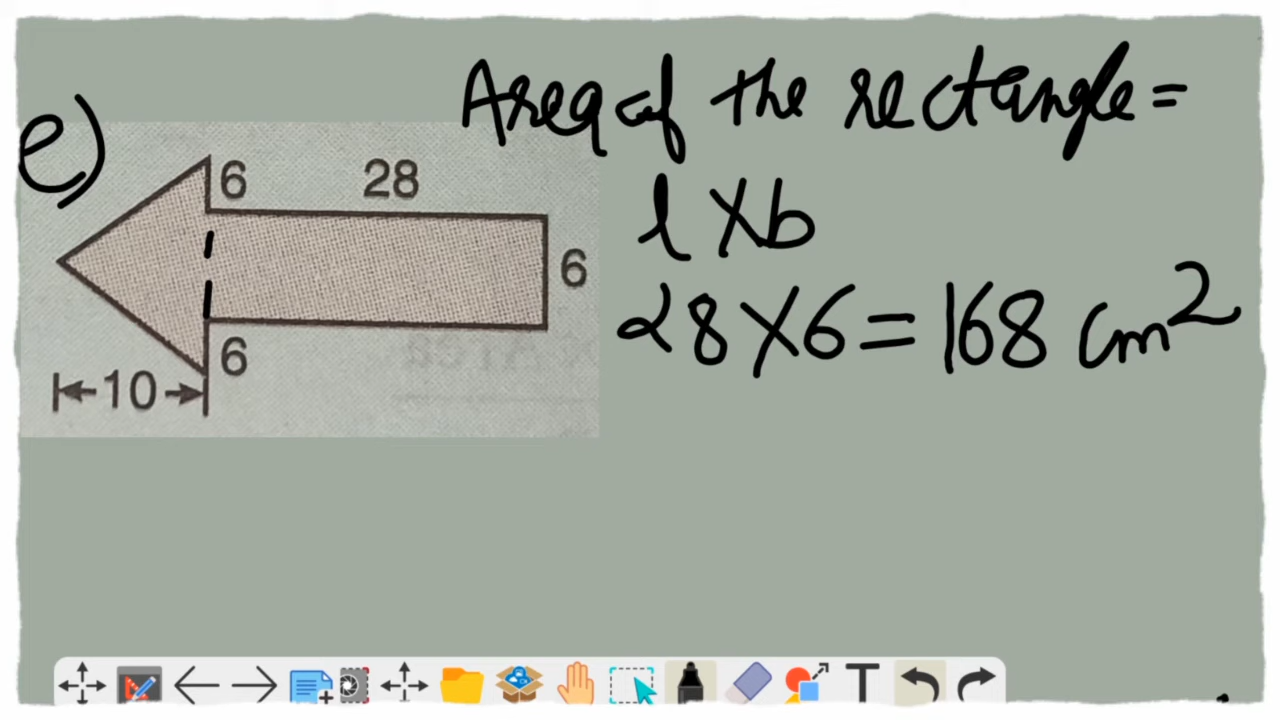 e)
Area of the rectangle =
6 28
l X b
6
28 X 6 = 168 cm²
6
10
T